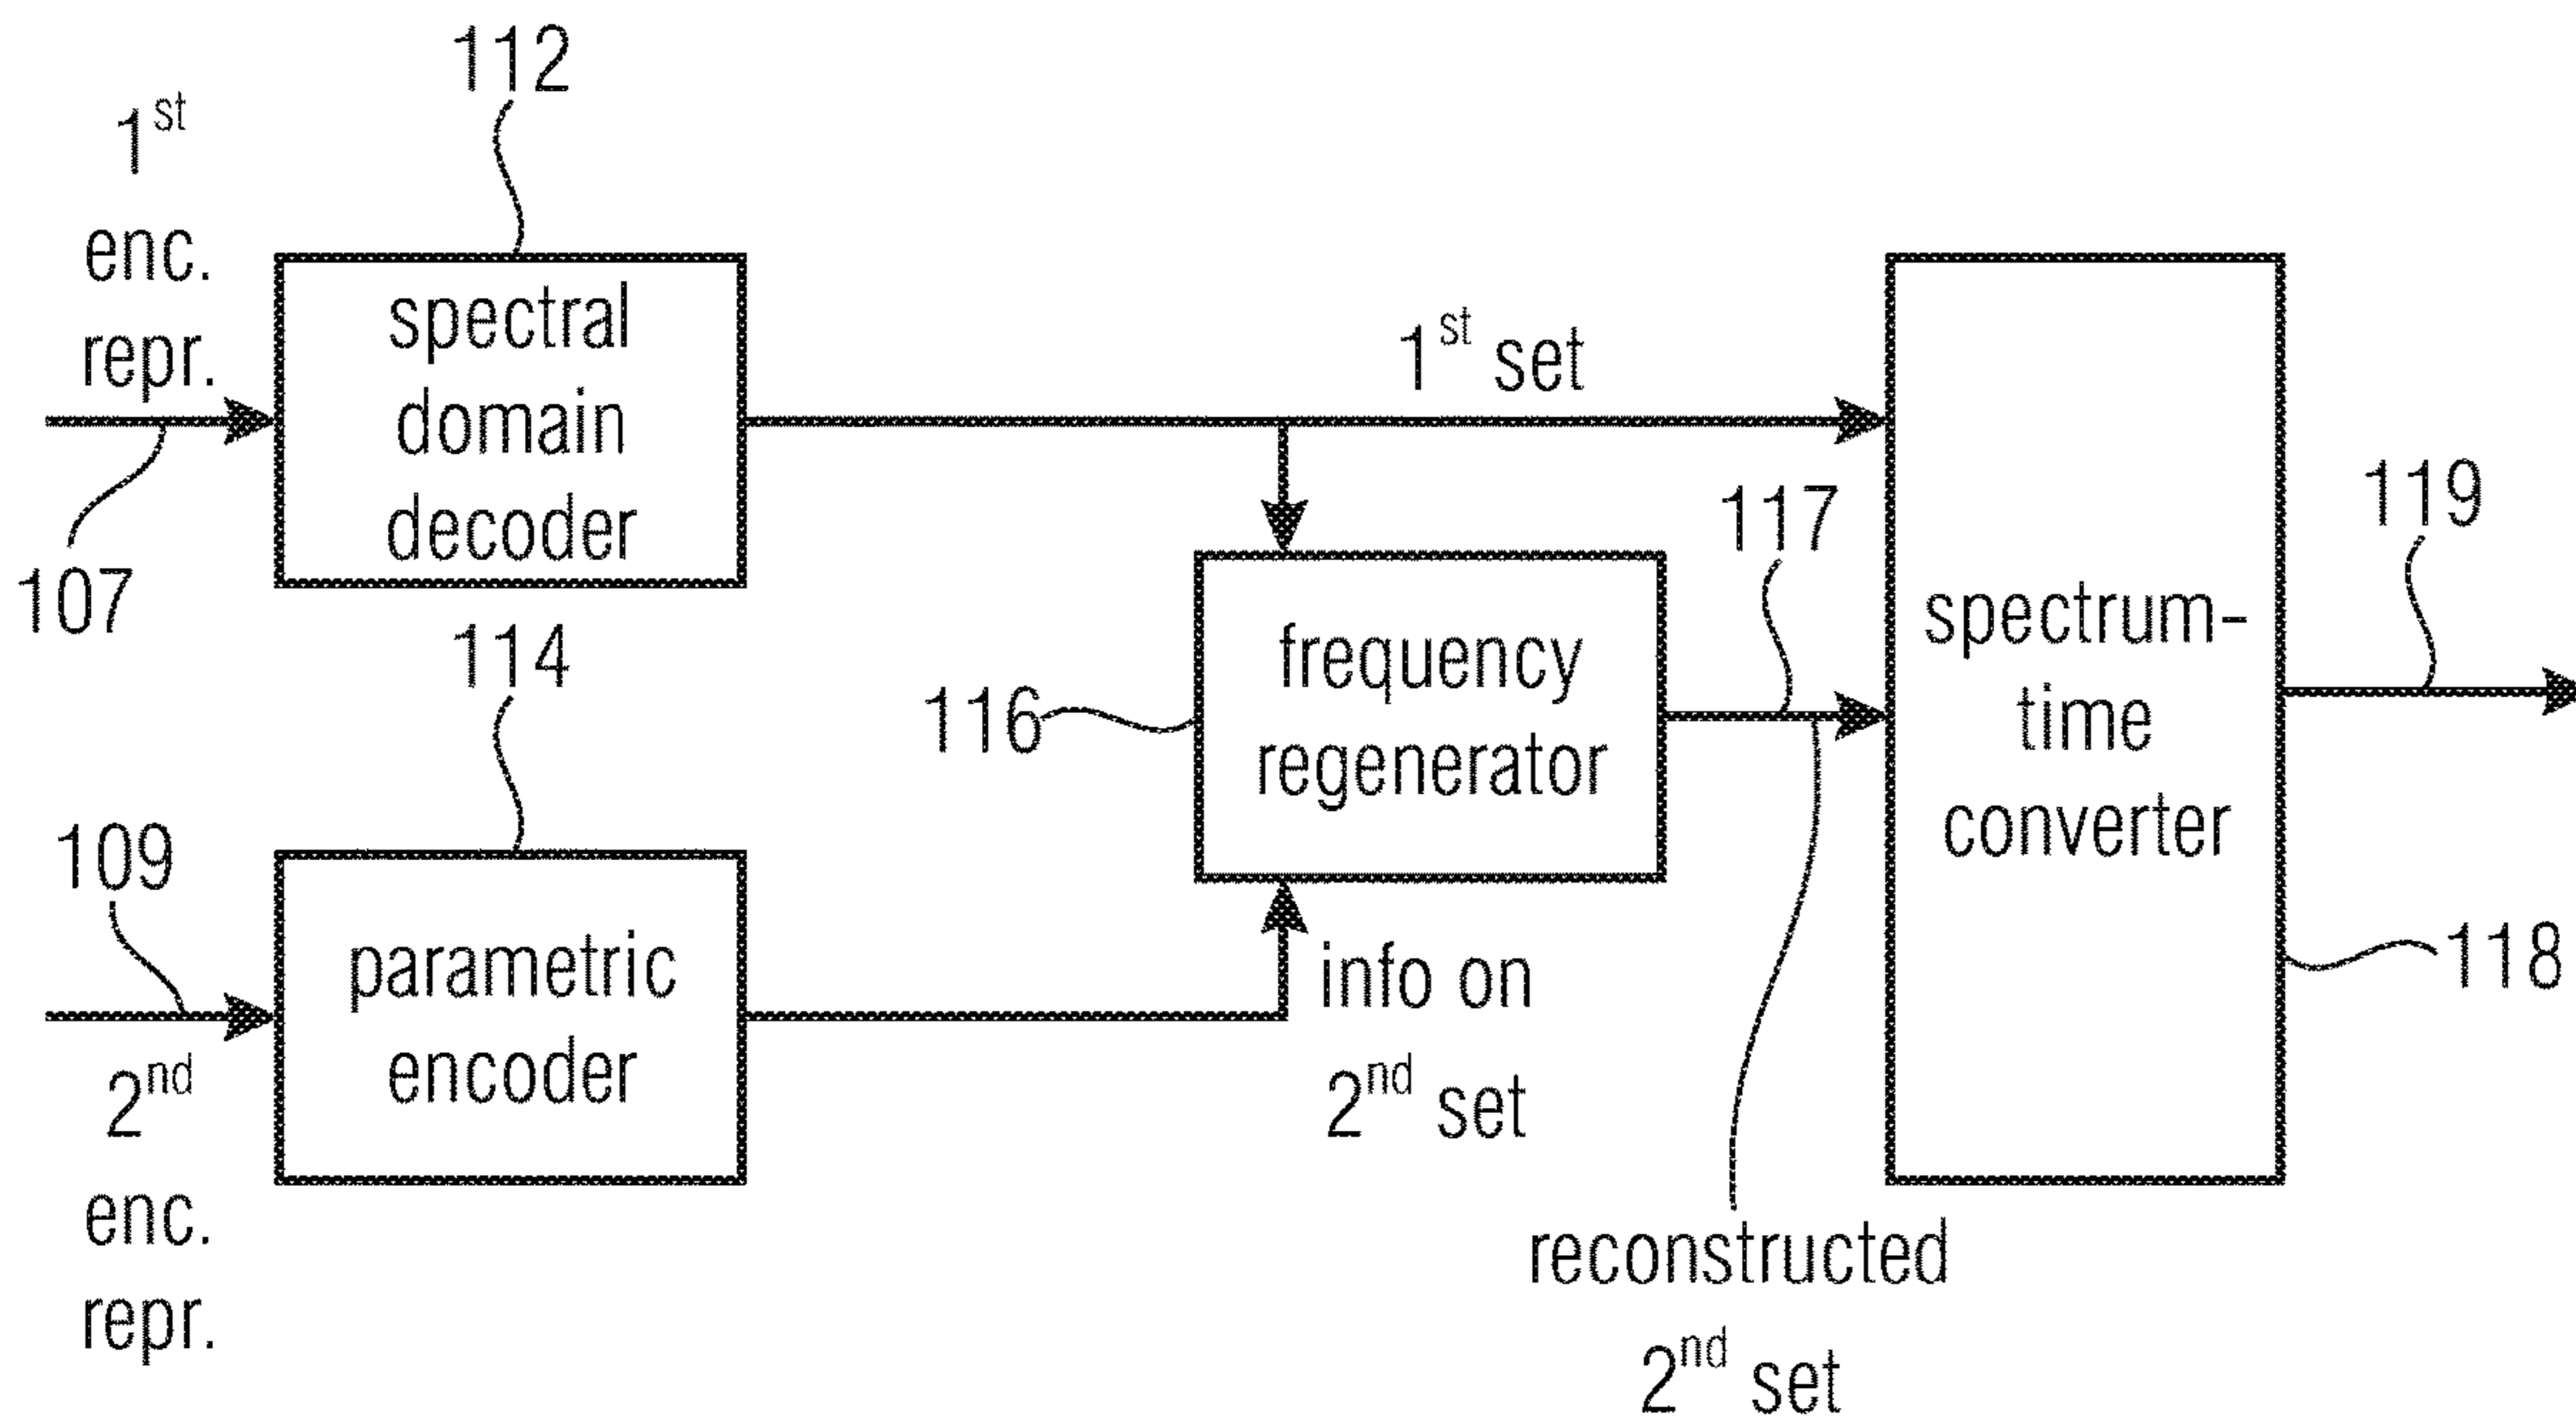 112
1st
enc.
repr.
107
spectral
domain
decoder
1st set
114
109
2nd
enc.
repr.
parametric
encoder
116
frequency
regenerator
info on
2nd set
117
reconstructed
2nd set
spectrum-
time
converter
119
118